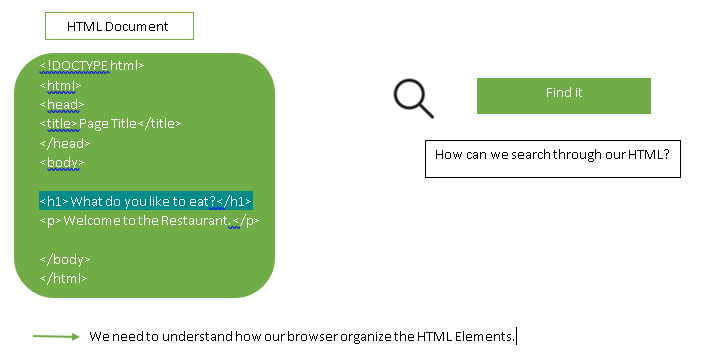 HTML Document
<!DOCTYPE html>
<html>
<head>
<title>Page Title</title>
</head>
<body>
<h1>What do you like to eat?</h1>
<p>Welcome to the Restaurant.</p>
</body>
</html>
Find it
How can we search through our HTML?
We need to understand how our browser organize the HTML Elements.